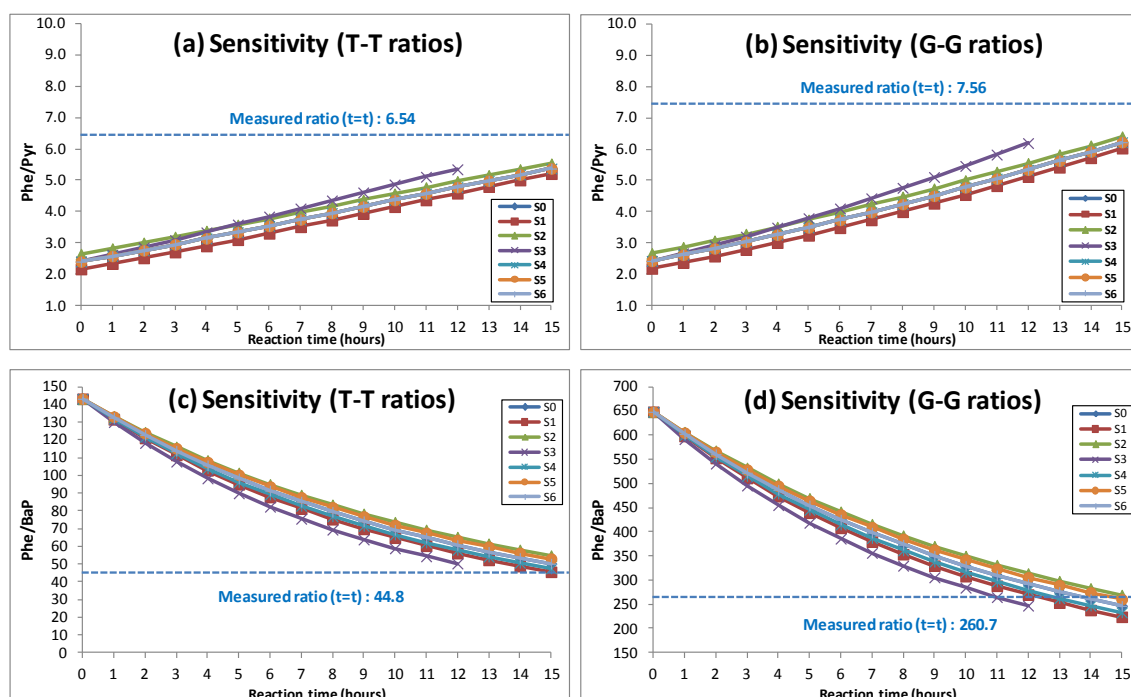 (a) Sensitivity (T-T ratios)
Measured ratio (t=t) : 6.54
Phe/Pyr
10.0
9.0
8.0
7.0
6.0
5.0
4.0
3.0
2.0
1.0
S0
S1
S2
S3
S4
S5
S6
0 1 2 3 4 5 6 7 8 9 10 11 12 13 14 15
Reaction time (hours)
(b) Sensitivity (G-G ratios)
Measured ratio (t=t) : 7.56
Phe/Pyr
10.0
9.0
8.0
7.0
6.0
5.0
4.0
3.0
2.0
1.0
S0
S1
S2
S3
S4
S5
S6
0 1 2 3 4 5 6 7 8 9 10 11 12 13 14 15
Reaction time (hours)
(c) Sensitivity (T-T ratios)
Phe/BaP
150
140
130
120
110
100
90
80
70
60
50
40
30
20
10
0
S0
S1
S2
S3
S4
S5
S6
Measured ratio (t=t) : 44.8
0 1 2 3 4 5 6 7 8 9 10 11 12 13 14 15
Reaction time (hours)
(d) Sensitivity (G-G ratios)
Phe/BaP
700
650
600
550
500
450
400
350
300
250
200
150
S0
S1
S2
S3
S4
S5
S6
Measured ratio (t=t) : 260.7
0 1 2 3 4 5 6 7 8 9 10 11 12 13 14 15
Reaction time (hours)